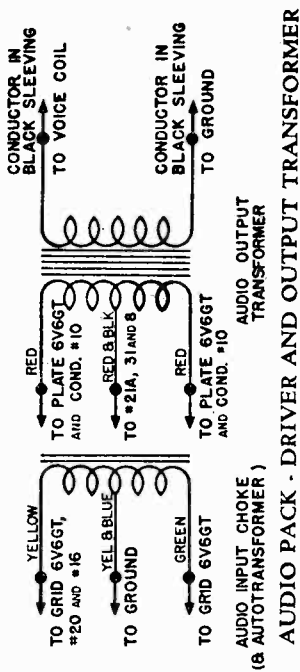 YELLOW
TO GRID 6V6GT,
#20 AND #16
YEL & BLUE
TO GROUND
GREEN
TO GRID 6V6GT
AUDIO INPUT CHOKE
(& AUTOTRANSFORMER)
RED
TO PLATE 6V6GT
AND COND. #10
RED & BLK
TO #21A, 31 AND 8
RED
TO PLATE 6V6GT
AND COND. #10
AUDIO OUTPUT
TRANSFORMER
CONDUCTOR IN
BLACK SLEEVING
TO VOICE COIL
CONDUCTOR IN
BLACK SLEEVING
TO GROUND
AUDIO PACK - DRIVER AND OUTPUT TRANSFORMER